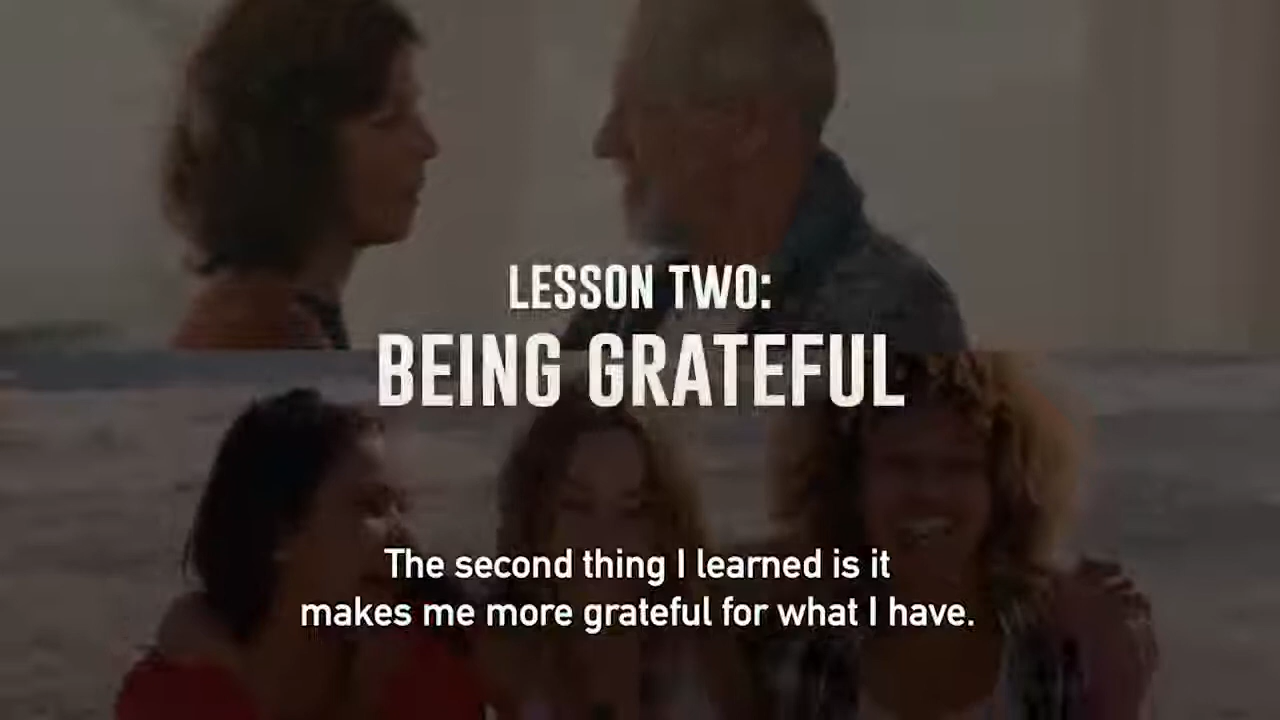 LESSON TWO:
BEING GRATEFUL
The second thing I learned is it
makes me more grateful for what I have.